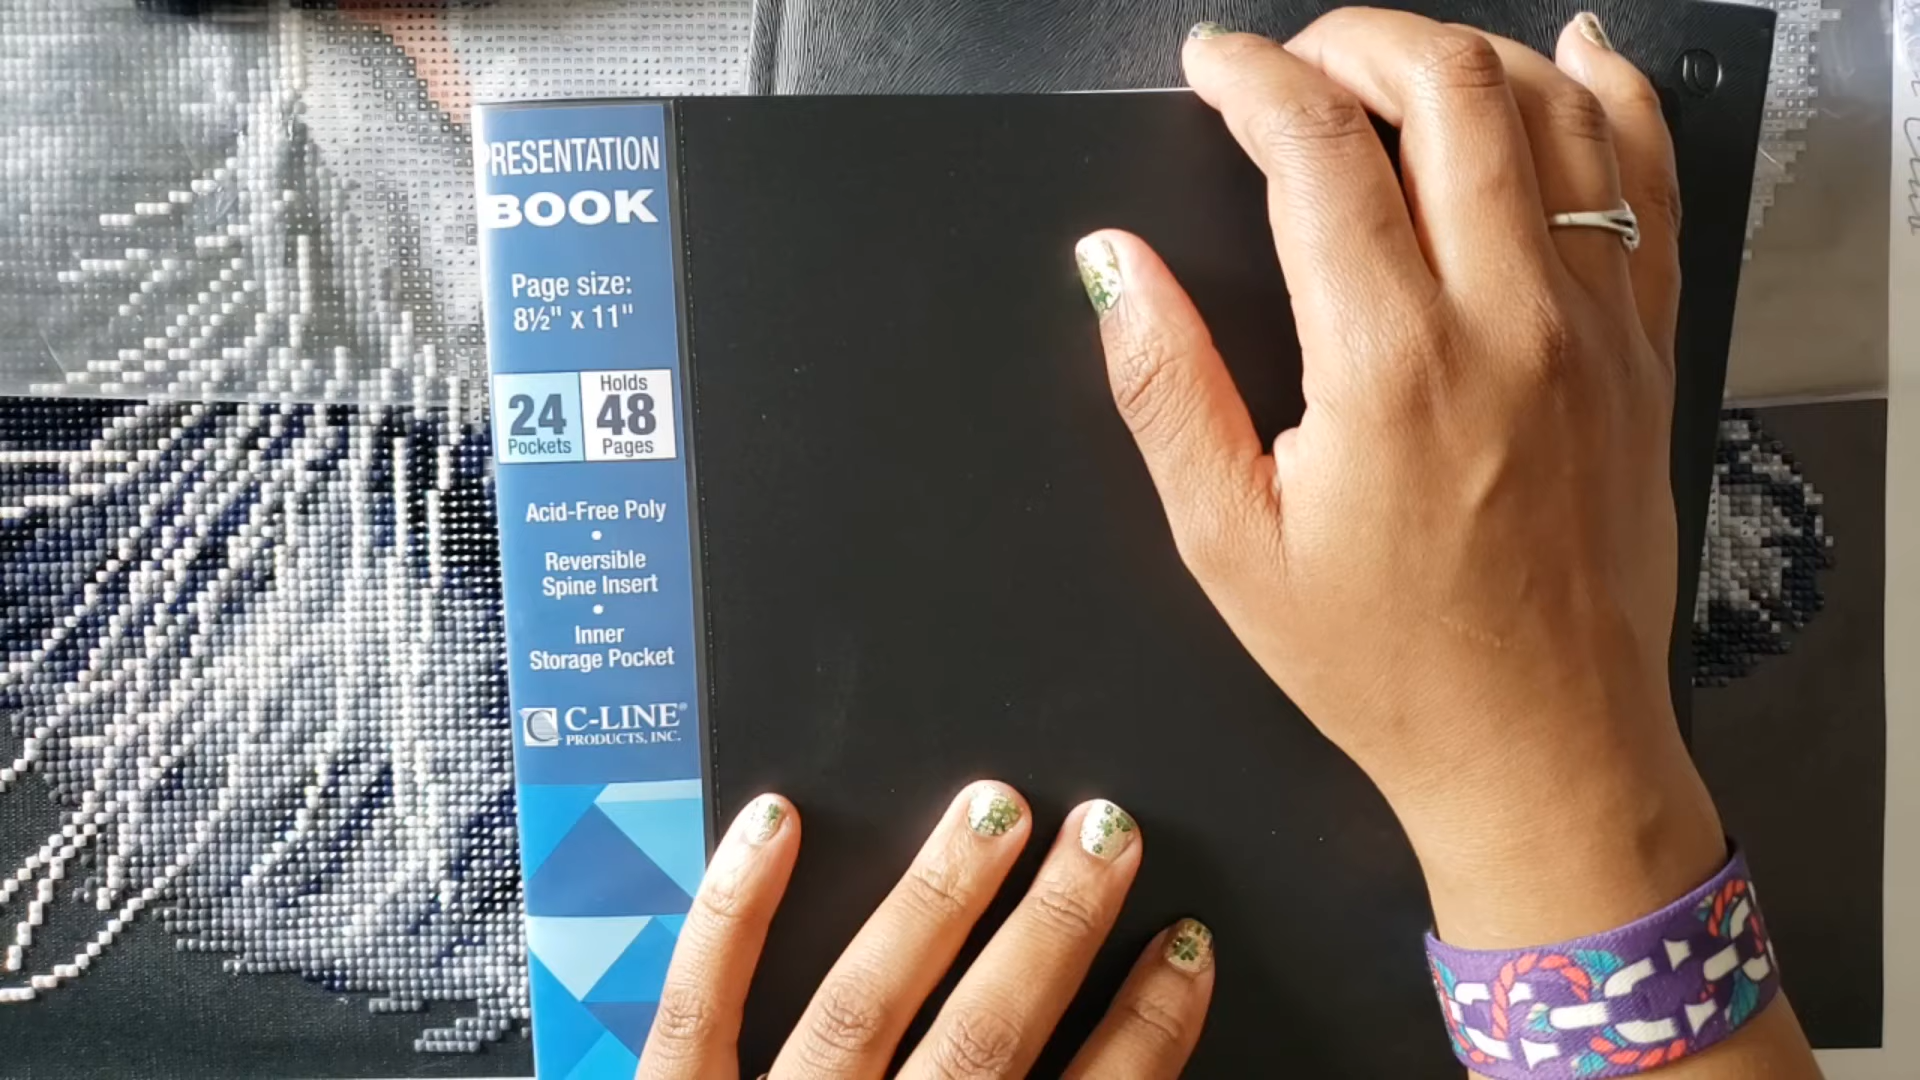 PRESENTATION
BOOK
Page size:
8½" x 11"
24
Pockets
Holds
48
Pages
Acid-Free Poly
•
Reversible
Spine Insert
•
Inner
Storage Pocket
C-LINE®
PRODUCTS, INC.